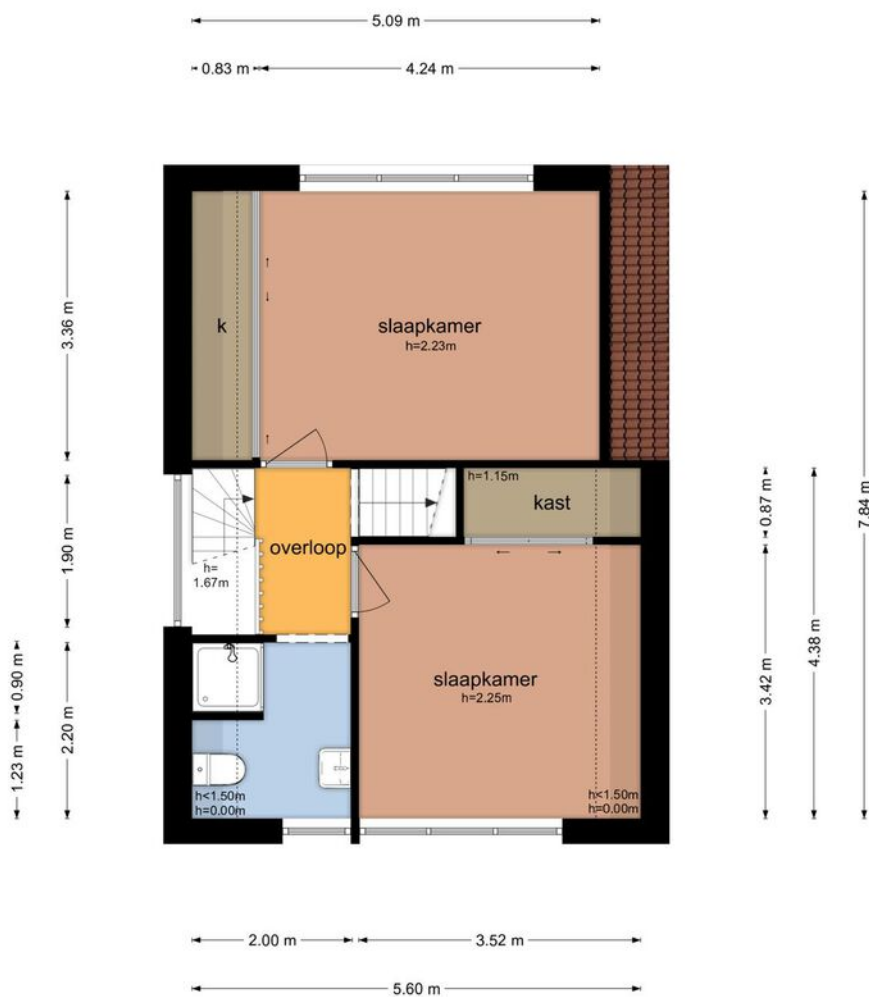 5.09 m
0.83 m
4.24 m
3.36 m
k
slaapkamer
h=2.23m
7.84 m
1.90 m
h=
1.67m
overloop
h=1.15m
kast
0.87 m
4.38 m
0.90 m
2.20 m
1.23 m
slaapkamer
h=2.25m
3.42 m
h<1.50m
h=0.00m
h<1.50m
h=0.00m
2.00 m
3.52 m
5.60 m